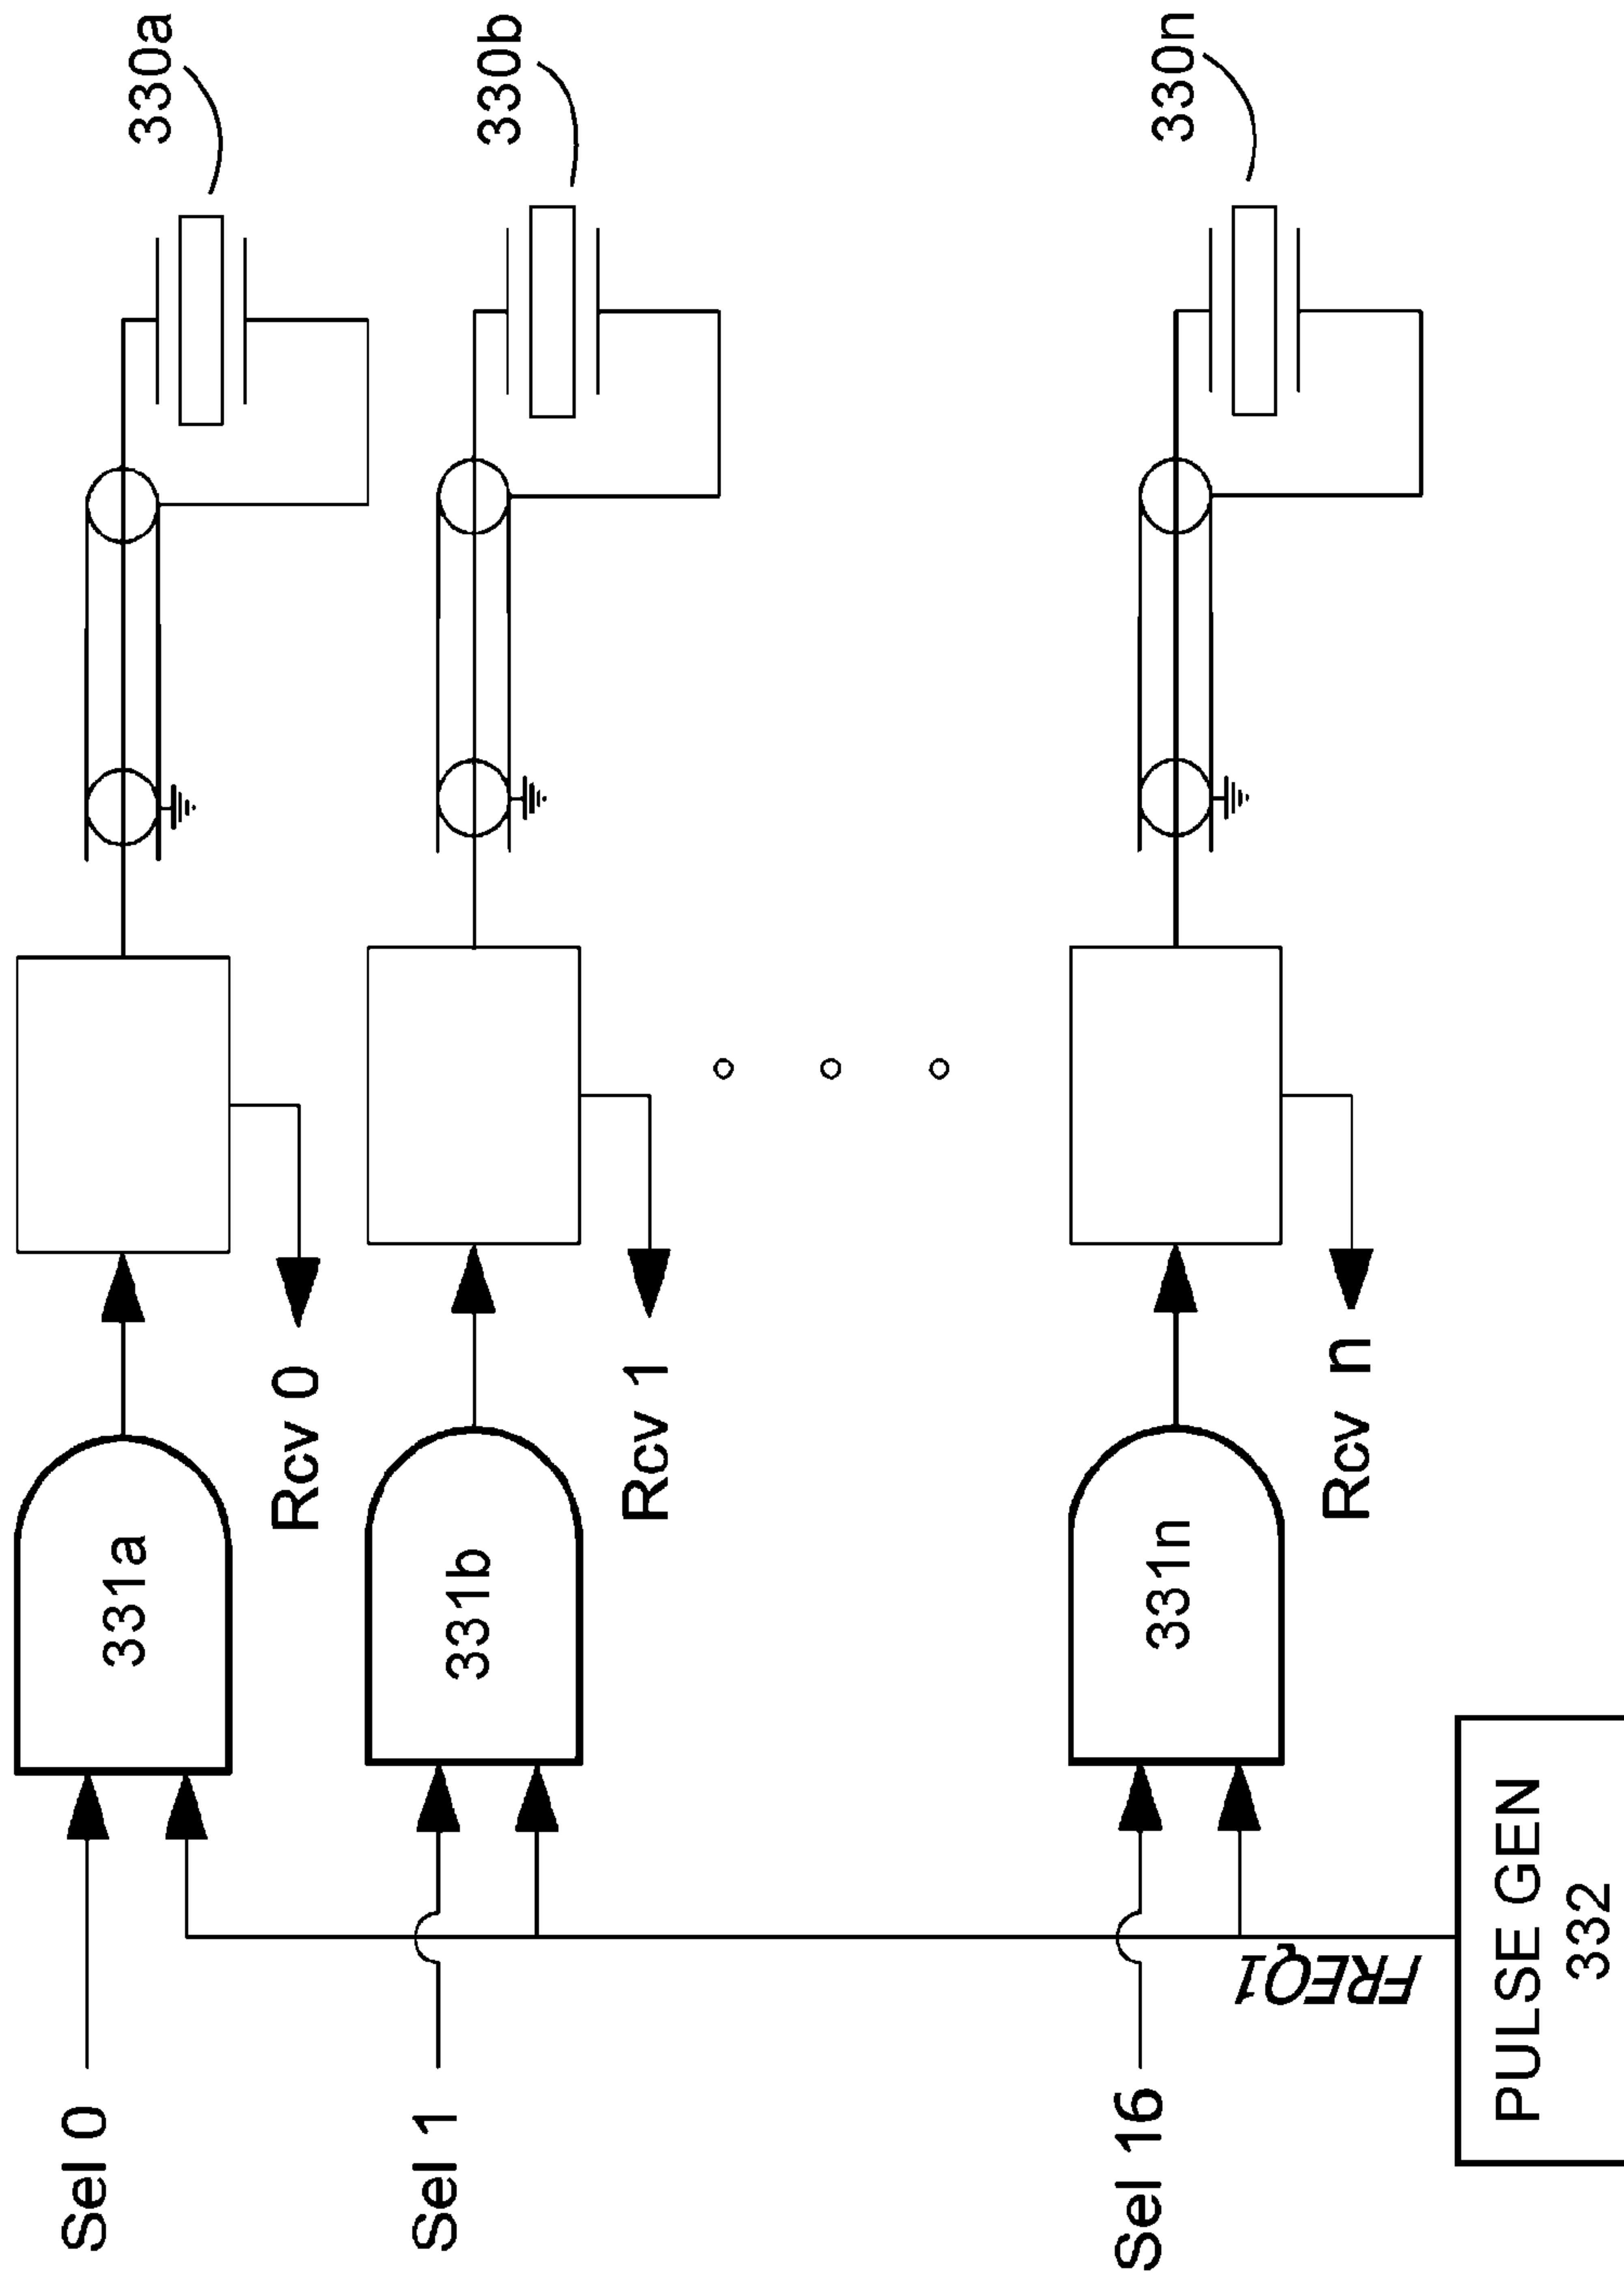 330a
330b
330n
Rcv 0
Rcv 1
Rcv n
331a
331b
331n
Sel 0
Sel 1
Sel 16
FREQ1
PULSE GEN
332